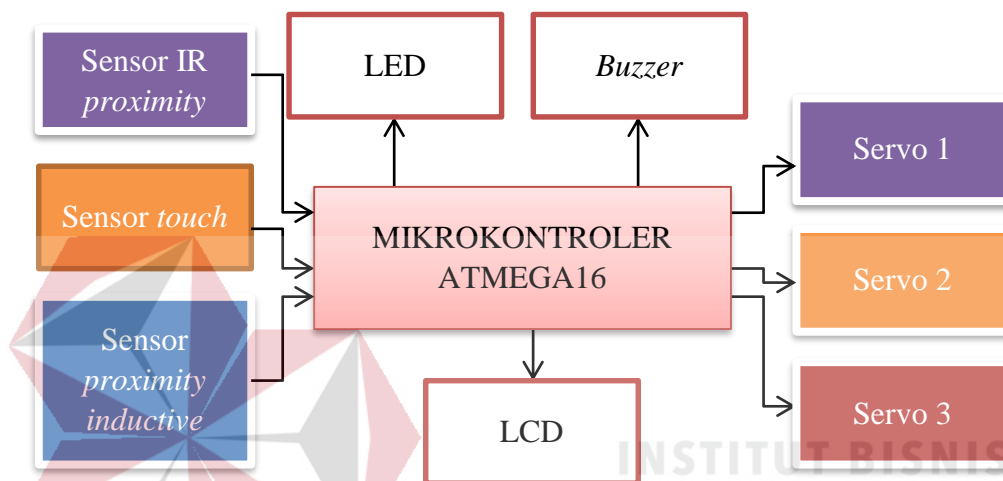 Sensor IR
proximity
LED
Buzzer
Servo 1
Sensor touch
MIKROKONTROLER
ATMEGA16
Servo 2
Sensor
proximity
inductive
LCD
Servo 3
INSTITUT BISNIS